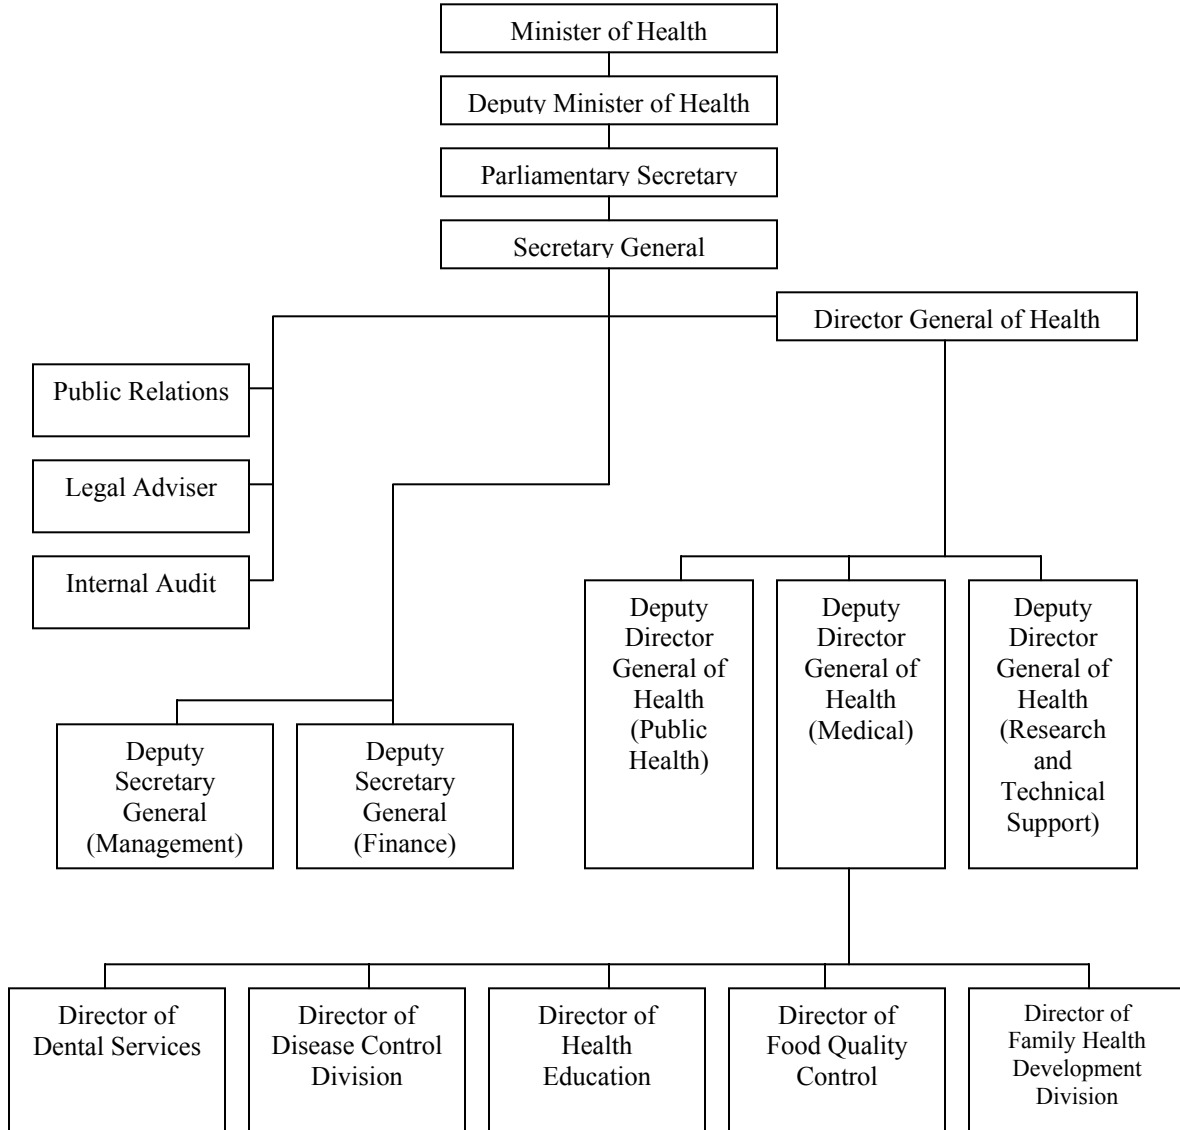 Minister of Health
Deputy Minister of Health
Parliamentary Secretary
Secretary General
Director General of Health
Public Relations
Legal Adviser
Internal Audit
Deputy
Director
General of
Health
(Public
Health)
Deputy
Director
General of
Health
(Medical)
Deputy
Director
General of
Health
(Research
and
Technical
Support)
Deputy
Secretary
General
(Management)
Deputy
Secretary
General
(Finance)
Director of
Dental Services
Director of
Disease Control
Division
Director of
Health
Education
Director of
Food Quality
Control
Director of
Family Health
Development
Division